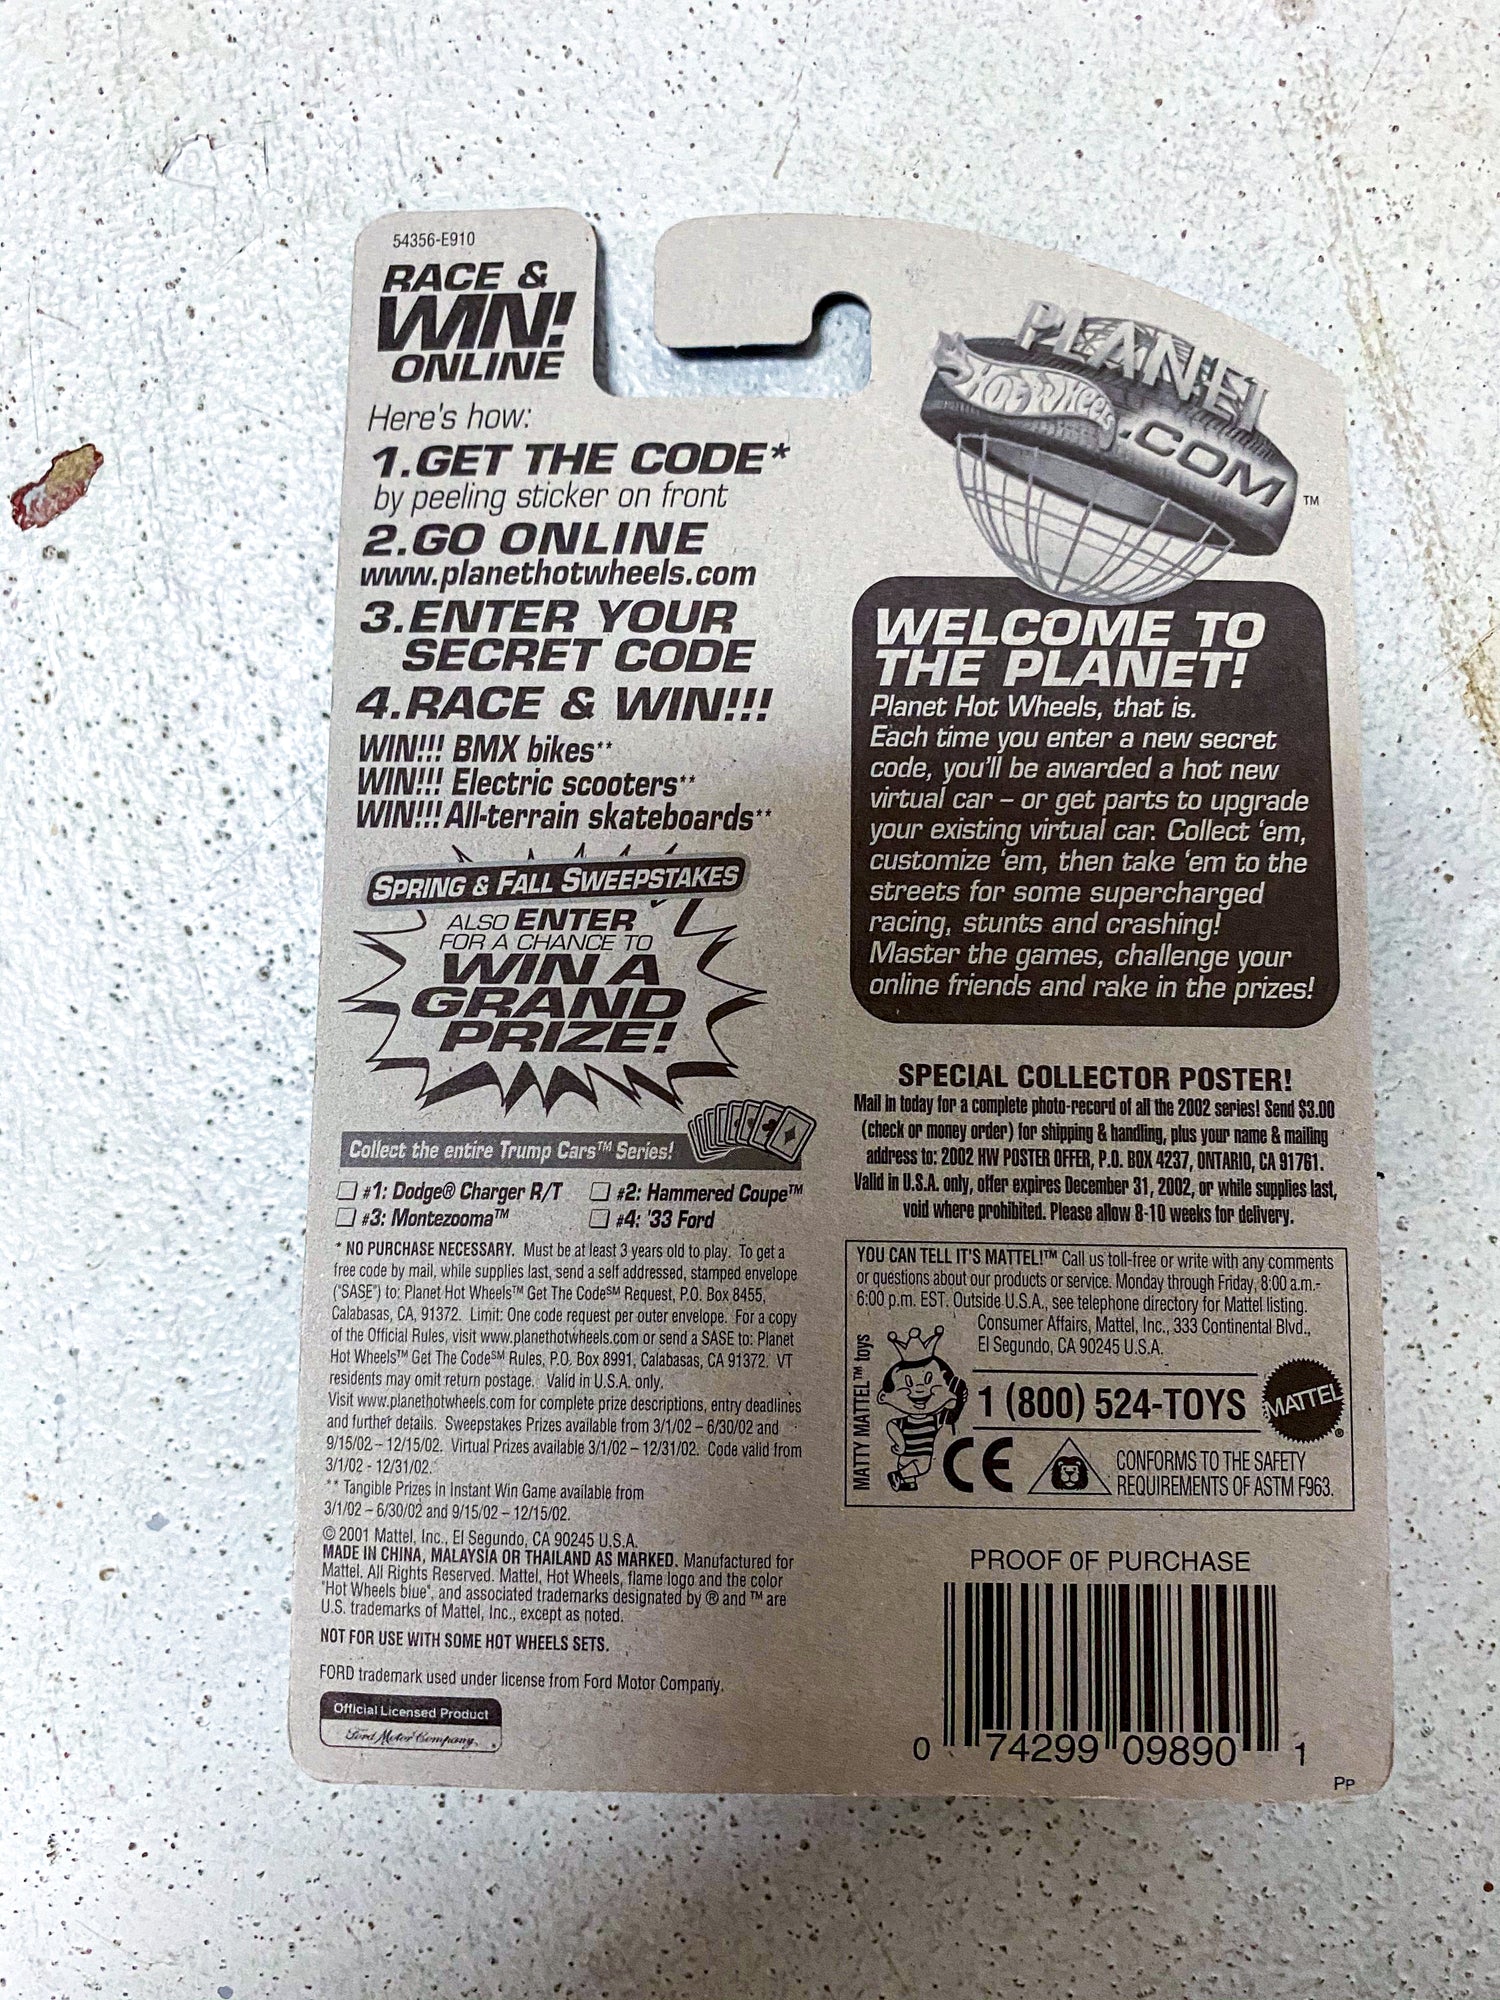 54356-E910
RACE &
WIN!
ONLINE
Here's how:
1.GET THE CODE*
by peeling sticker on front
2.GO ONLINE
www.planethotwheels.com
3.ENTER YOUR
SECRET CODE
4.RACE & WIN!!!
WIN!!! BMX bikes**
WIN!!! Electric scooters**
WIN!!! All-terrain skateboards**
SPRING & FALL SWEEPSTAKES
ALSO ENTER
FOR A CHANCE TO
WIN A
GRAND
PRIZE!
Collect the entire Trump Cars™ Series!
#1: Dodge® Charger R/T #2: Hammered Coupe™
#3: Montezooma™ #4: '33 Ford
* NO PURCHASE NECESSARY. Must be at least 3 years old to play. To get a
free code by mail, while supplies last, send a self addressed, stamped envelope
("SASE") to: Planet Hot Wheels™ Get The Code℠ Request, P.O. Box 8455,
Calabasas, CA, 91372. Limit: One code request per outer envelope. For a copy
of the Official Rules, visit www.planethotwheels.com or send a SASE to: Planet
Hot Wheels™ Get The Code℠ Rules, P.O. Box 8991, Calabasas, CA 91372. VT
residents may omit return postage. Valid in U.S.A. only.
Visit www.planethotwheels.com for complete prize descriptions, entry deadlines
and further details. Sweepstakes Prizes available from 3/1/02 – 6/30/02 and
9/15/02 – 12/15/02. Virtual Prizes available 3/1/02 – 12/31/02. Code valid from
3/1/02 - 12/31/02.
** Tangible Prizes in Instant Win Game available from
3/1/02 – 6/30/02 and 9/15/02 – 12/15/02.
© 2001 Mattel, Inc., El Segundo, CA 90245 U.S.A.
MADE IN CHINA, MALAYSIA OR THAILAND AS MARKED. Manufactured for
Mattel. All Rights Reserved. Mattel, Hot Wheels, flame logo and the color
"Hot Wheels blue", and associated trademarks designated by ® and ™ are
U.S. trademarks of Mattel, Inc., except as noted.
NOT FOR USE WITH SOME HOT WHEELS SETS.
FORD trademark used under license from Ford Motor Company.
Official Licensed Product
Ford Motor Company,
PLANET
HOT WHEELS
.COM
™
WELCOME TO
THE PLANET!
Planet Hot Wheels, that is.
Each time you enter a new secret
code, you'll be awarded a hot new
virtual car – or get parts to upgrade
your existing virtual car. Collect 'em,
customize 'em, then take 'em to the
streets for some supercharged
racing, stunts and crashing!
Master the games, challenge your
online friends and rake in the prizes!
SPECIAL COLLECTOR POSTER!
Mail in today for a complete photo-record of all the 2002 series! Send $3.00
(check or money order) for shipping & handling, plus your name & mailing
address to: 2002 HW POSTER OFFER, P.O. BOX 4237, ONTARIO, CA 91761.
Valid in U.S.A. only, offer expires December 31, 2002, or while supplies last,
void where prohibited. Please allow 8-10 weeks for delivery.
YOU CAN TELL IT'S MATTEL!™ Call us toll-free or write with any comments
or questions about our products or service. Monday through Friday, 8:00 a.m.-
6:00 p.m. EST. Outside U.S.A., see telephone directory for Mattel listing.
Consumer Affairs, Mattel, Inc., 333 Continental Blvd.,
El Segundo, CA 90245 U.S.A.
MATTY MATTEL™ toys
1 (800) 524-TOYS
MATTEL®
CE
CONFORMS TO THE SAFETY
REQUIREMENTS OF ASTM F963.
PROOF OF PURCHASE
0 74299 09890 1
PP